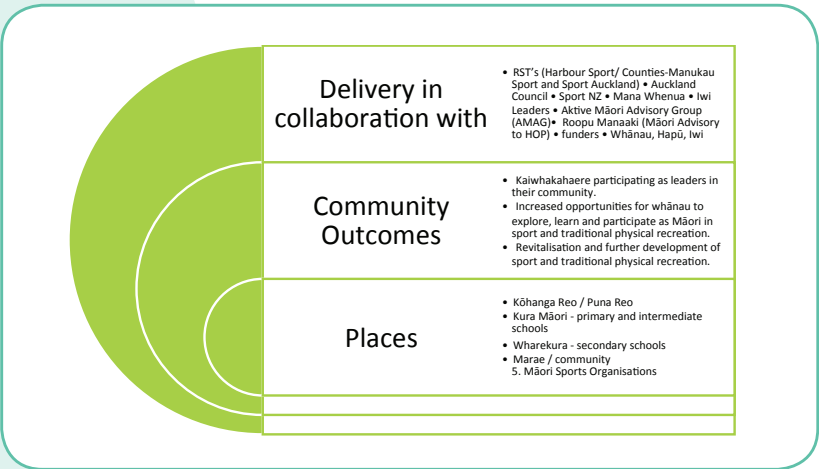 Delivery in
collaboration with
• RST's (Harbour Sport/ Counties-Manukau
Sport and Sport Auckland) • Auckland
Council • Sport NZ • Mana Whenua • Iwi
Leaders • Aktive Māori Advisory Group
(AMAG)• Roopu Manaaki (Māori Advisory
to HOP) • funders • Whānau, Hapū, Iwi
Community
Outcomes
• Kaiwhakahaere participating as leaders in
their community.
• Increased opportunities for whānau to
explore, learn and participate as Māori in
sport and traditional physical recreation.
• Revitalisation and further development of
sport and traditional physical recreation.
Places
• Kōhanga Reo / Puna Reo
• Kura Māori - primary and intermediate
schools
• Wharekura - secondary schools
• Marae / community
5. Māori Sports Organisations